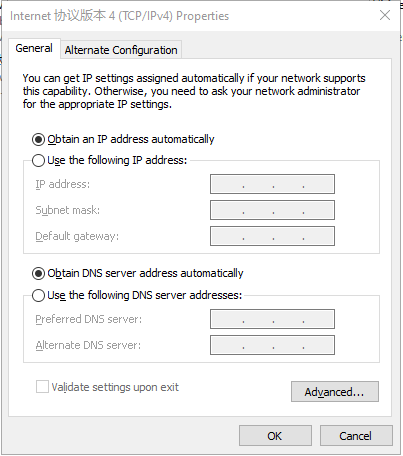 Internet 协议版本 4 (TCP/IPv4) Properties
General
Alternate Configuration
You can get IP settings assigned automatically if your network supports
this capability. Otherwise, you need to ask your network administrator
for the appropriate IP settings.
Obtain an IP address automatically
Use the following IP address:
IP address:
Subnet mask:
Default gateway:
Obtain DNS server address automatically
Use the following DNS server addresses:
Preferred DNS server:
Alternate DNS server:
Validate settings upon exit
Advanced...
OK
Cancel